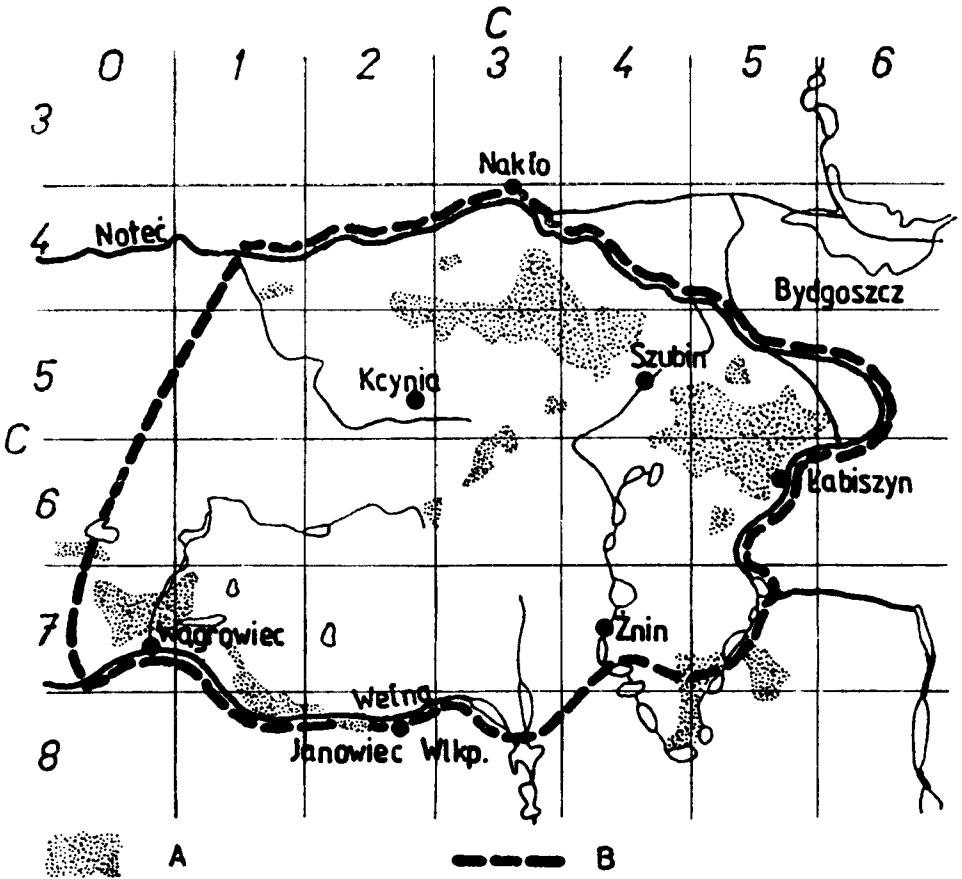 C
0 1 2 3 4 5 6
3
Nakło
4
Noteć
Bydgoszcz
5
Szubin
Kcynia
C
6
Łabiszyn
7
Wągrowiec
Żnin
Wełna
8
Janowiec Wlkp.
A
B